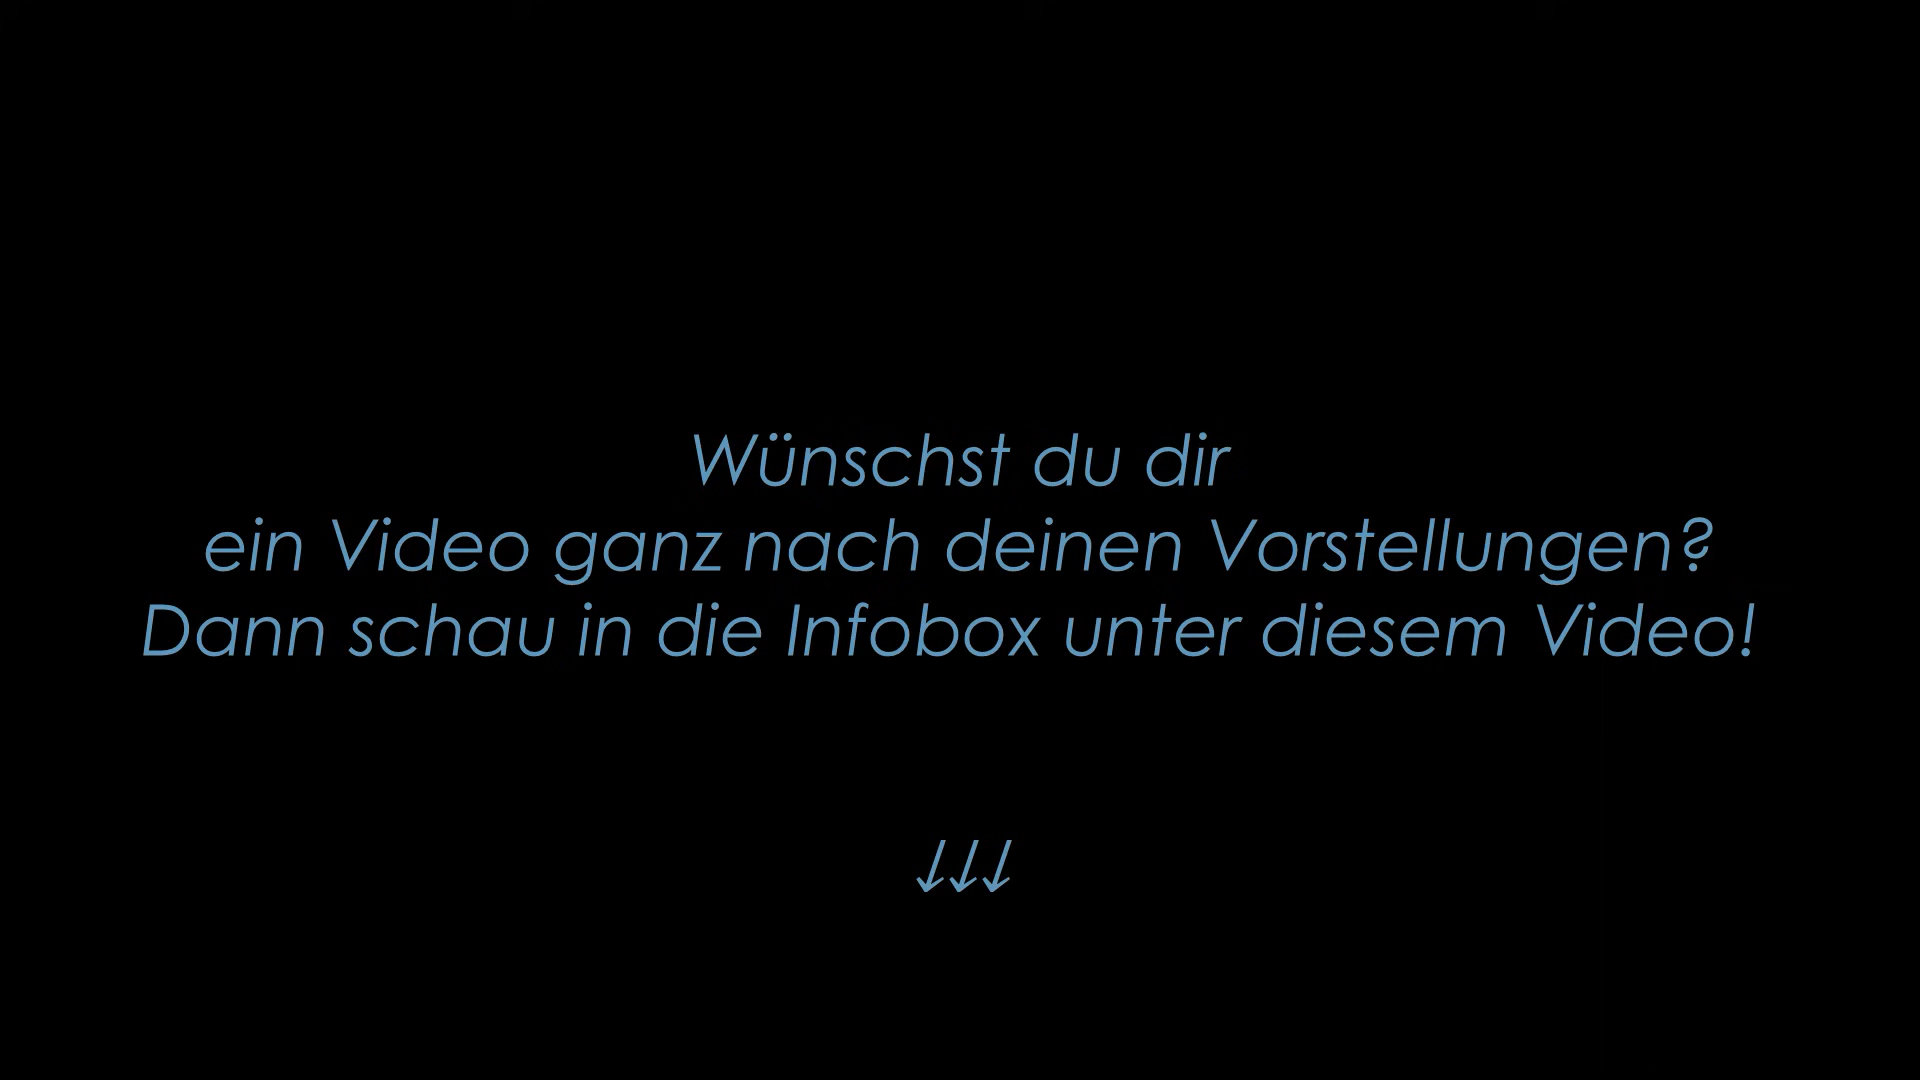 Wünschst du dir
ein Video ganz nach deinen Vorstellungen?
Dann schau in die Infobox unter diesem Video!
↓↓↓